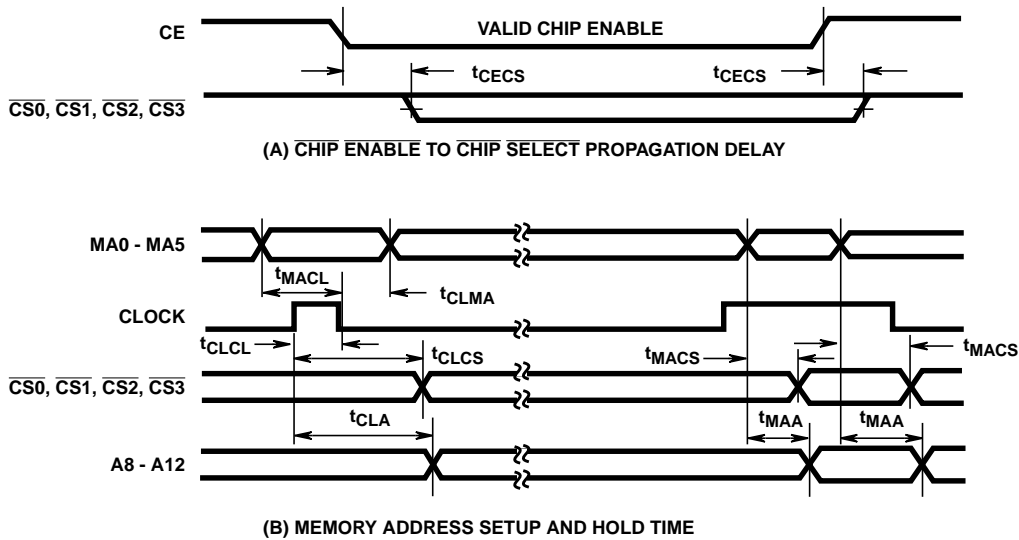 CE
VALID CHIP ENABLE
tCECS
tCECS
CS0, CS1, CS2, CS3
(A) CHIP ENABLE TO CHIP SELECT PROPAGATION DELAY
MA0 - MA5
tMACL
tCLMA
CLOCK
tCLCL
tCLCS
tMACS
tMACS
CS0, CS1, CS2, CS3
tCLA
tMAA
tMAA
A8 - A12
(B) MEMORY ADDRESS SETUP AND HOLD TIME